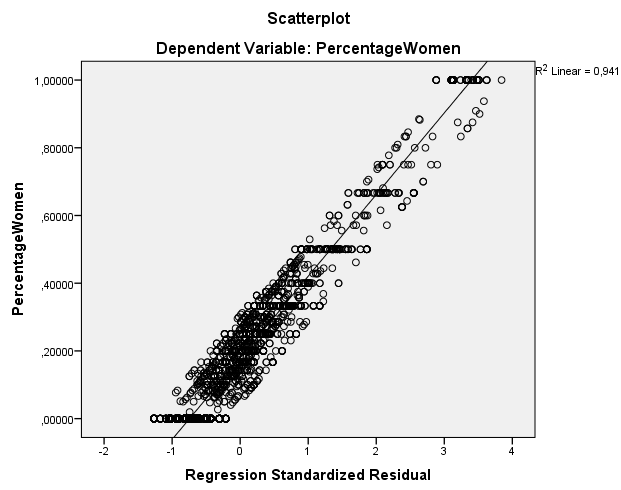 Scatterplot
Dependent Variable: PercentageWomen
R2 Linear = 0,941
1,00000
,80000
,60000
,40000
,20000
,00000
PercentageWomen
-2 -1 0 1 2 3 4
Regression Standardized Residual